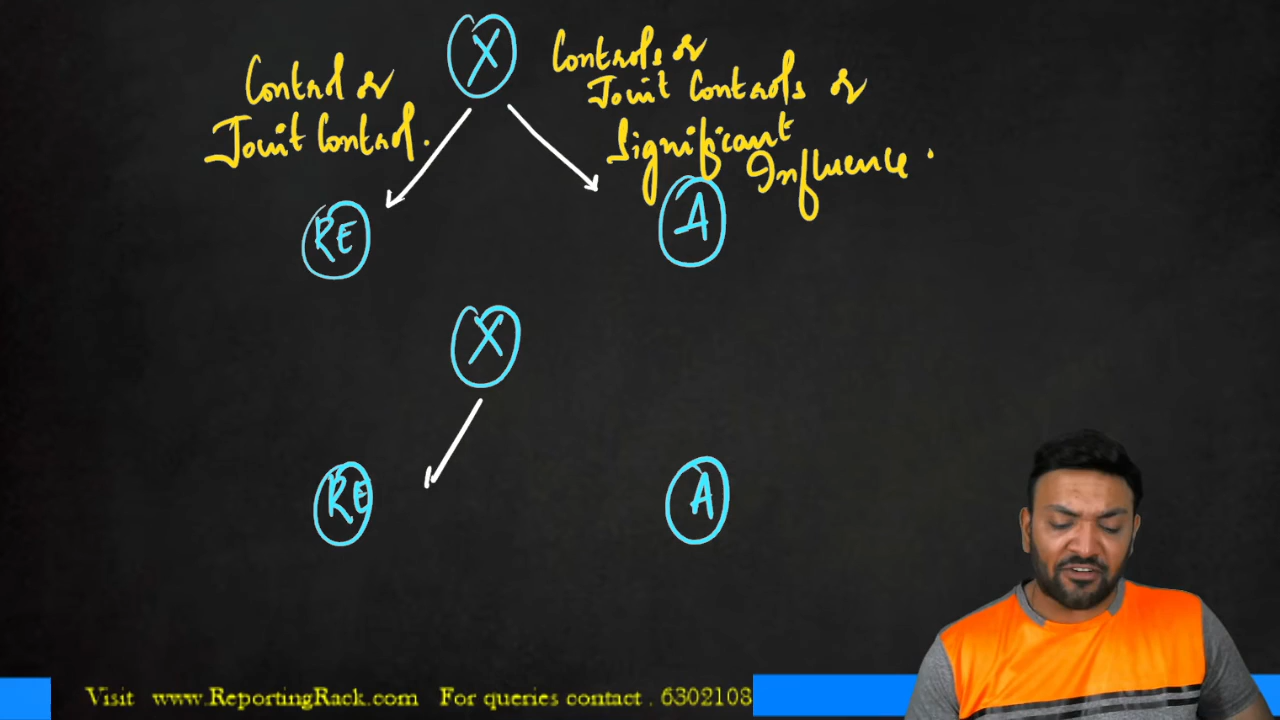 X
Control or
Joint Control.
Controls or
Joint Controls or
Significant
Influence.
RE
A
X
RE
A
Visit www.ReportingRack.com For queries contact . 6302108